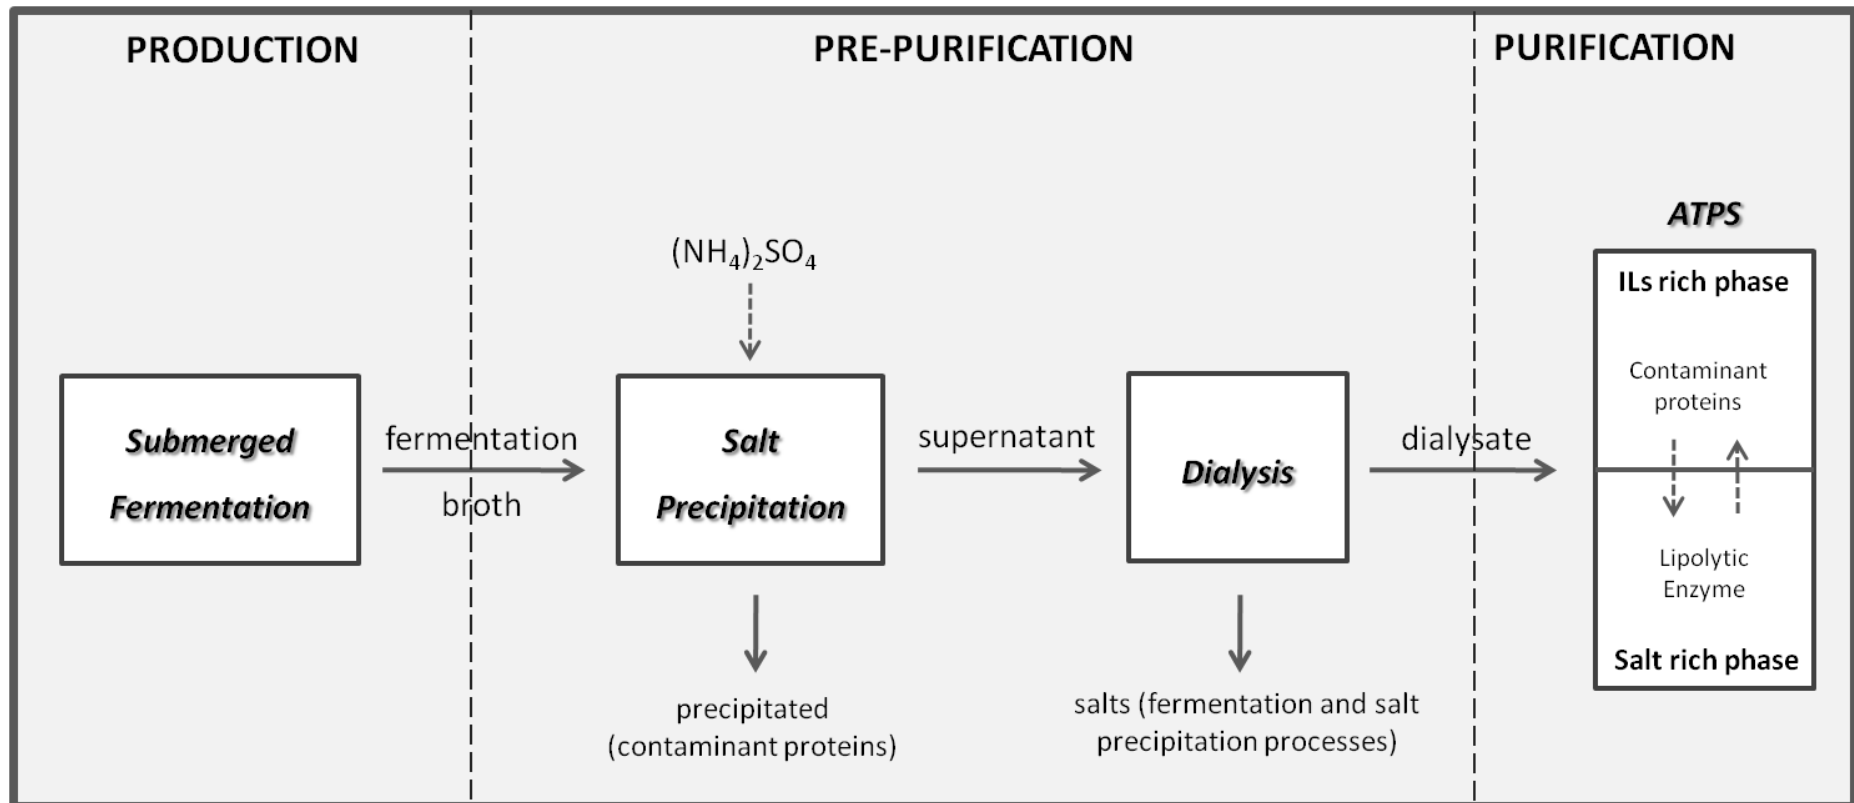 PRODUCTION
PRE-PURIFICATION
PURIFICATION
(NH₄)₂SO₄
Submerged
Fermentation
fermentation
broth
Salt
Precipitation
precipitated
(contaminant proteins)
supernatant
Dialysis
salts (fermentation and salt
precipitation processes)
dialysate
ATPS
ILs rich phase
Contaminant
proteins
Lipolytic
Enzyme
Salt rich phase